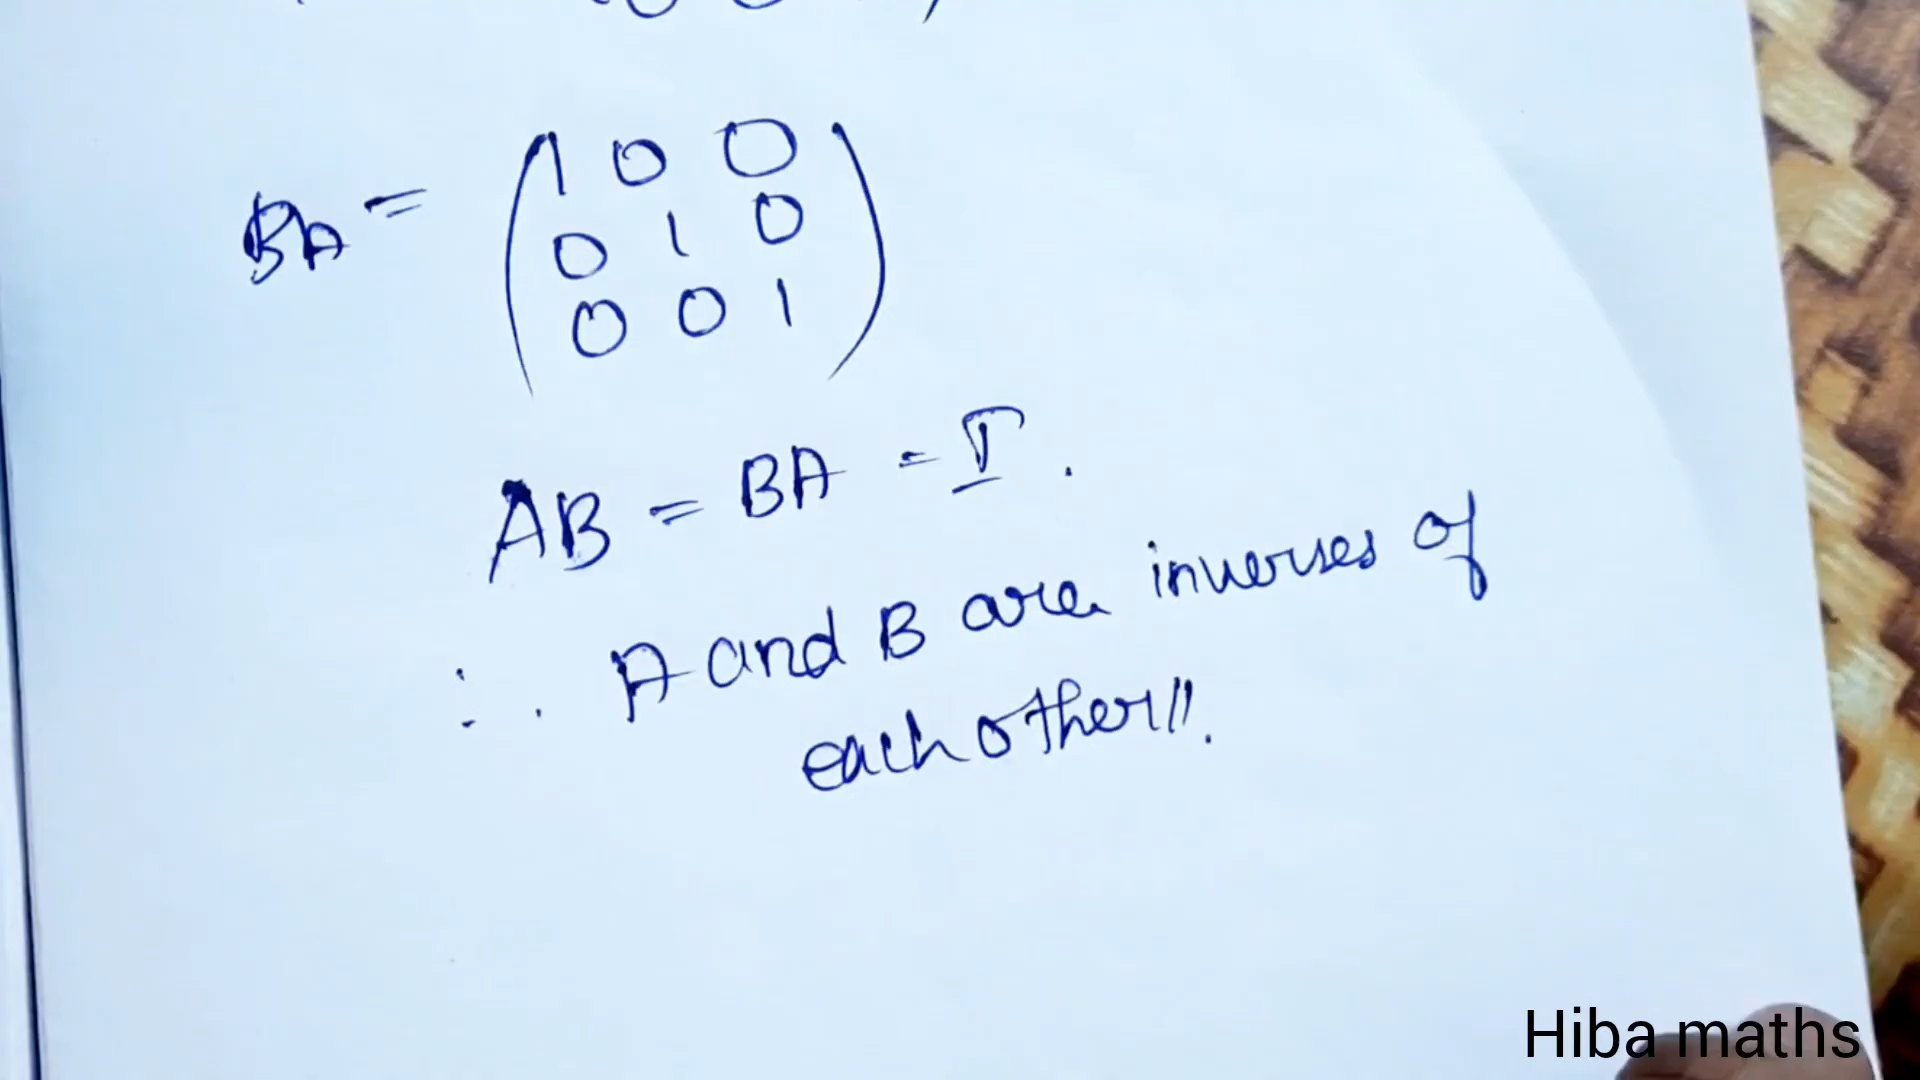 BA = (1 0 0
0 1 0
0 0 1)
AB = BA = I.
∴ A and B are inverses of
each other//.
Hiba maths